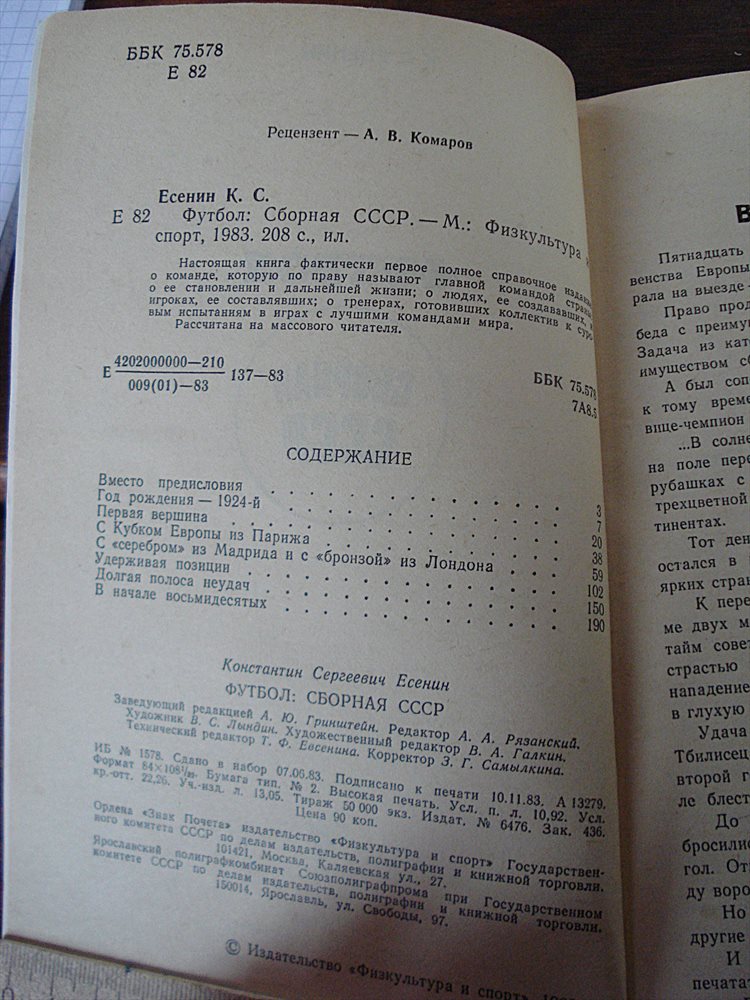 ББК 75.578
Е 82
Рецензент — А. В. Комаров
Есенин К. С.
Е 82 Футбол: Сборная СССР. — М.: Физкультура и
спорт, 1983. 208 с., ил.
Настоящая книга фактически первое полное справочное издание
о команде, которую по праву называют главной командой страны,
о ее становлении и дальнейшей жизни; о людях, ее создававших,
игроках, ее составлявших; о тренерах, готовивших коллектив к суро-
вым испытаниям в играх с лучшими командами мира.
Рассчитана на массового читателя.
Е 4202000000—210
009(01)—83 137—83
ББК 75.578
7А8.5
СОДЕРЖАНИЕ
Вместо предисловия . . . 3
Год рождения — 1924-й . . . 7
Первая вершина . . . 20
С Кубком Европы из Парижа . . . 38
С «серебром» из Мадрида и с «бронзой» из Лондона . . . 59
Удерживая позиции . . . 102
Долгая полоса неудач . . . 150
В начале восьмидесятых . . . 190
Константин Сергеевич Есенин
ФУТБОЛ: СБОРНАЯ СССР
Заведующий редакцией А. Ю. Гринштейн. Редактор А. А. Рязанский.
Художник В. С. Лындин. Художественный редактор В. А. Галкин.
Технический редактор Т. Ф. Евсенина. Корректор З. Г. Самылкина.
ИБ № 1578. Сдано в набор 07.06.83. Подписано к печати 10.11.83. А 13279.
Формат 84×108 1/32. Бумага тип. № 2. Высокая печать. Усл. п. л. 10,92. Усл.
кр.-отт. 22,26. Уч.-изд. л. 13,05. Тираж 50 000 экз. Издат. № 6476. Зак. 436.
Цена 90 коп.
Ордена «Знак Почета» издательство «Физкультура и спорт» Государствен-
ного комитета СССР по делам издательств, полиграфии и книжной торговли.
101421, Москва, Каляевская ул., 27.
Ярославский полиграфкомбинат Союзполиграфпрома при Государственном
комитете СССР по делам издательств, полиграфии и книжной торговли.
150014, Ярославль, ул. Свободы, 97.
© Издательство «Физкультура и спорт»
В
Пятнадцать
венства Европы
рала на выезде
Право прод
беда с преиму
Задача из кат
имуществом сб
А был соп
к тому време
вице-чемпион
...В солне
на поле пере
рубашках с
трехцветной
тинентах.
Тот ден
остался в
ярких стран
К пере
ме двух м
тайм совет
страстью
нападение
в глухую
Удача
Тбилисец
второй г
ле блест
До
бросилис
гол. От
ду воро
Но
другие
И
печата